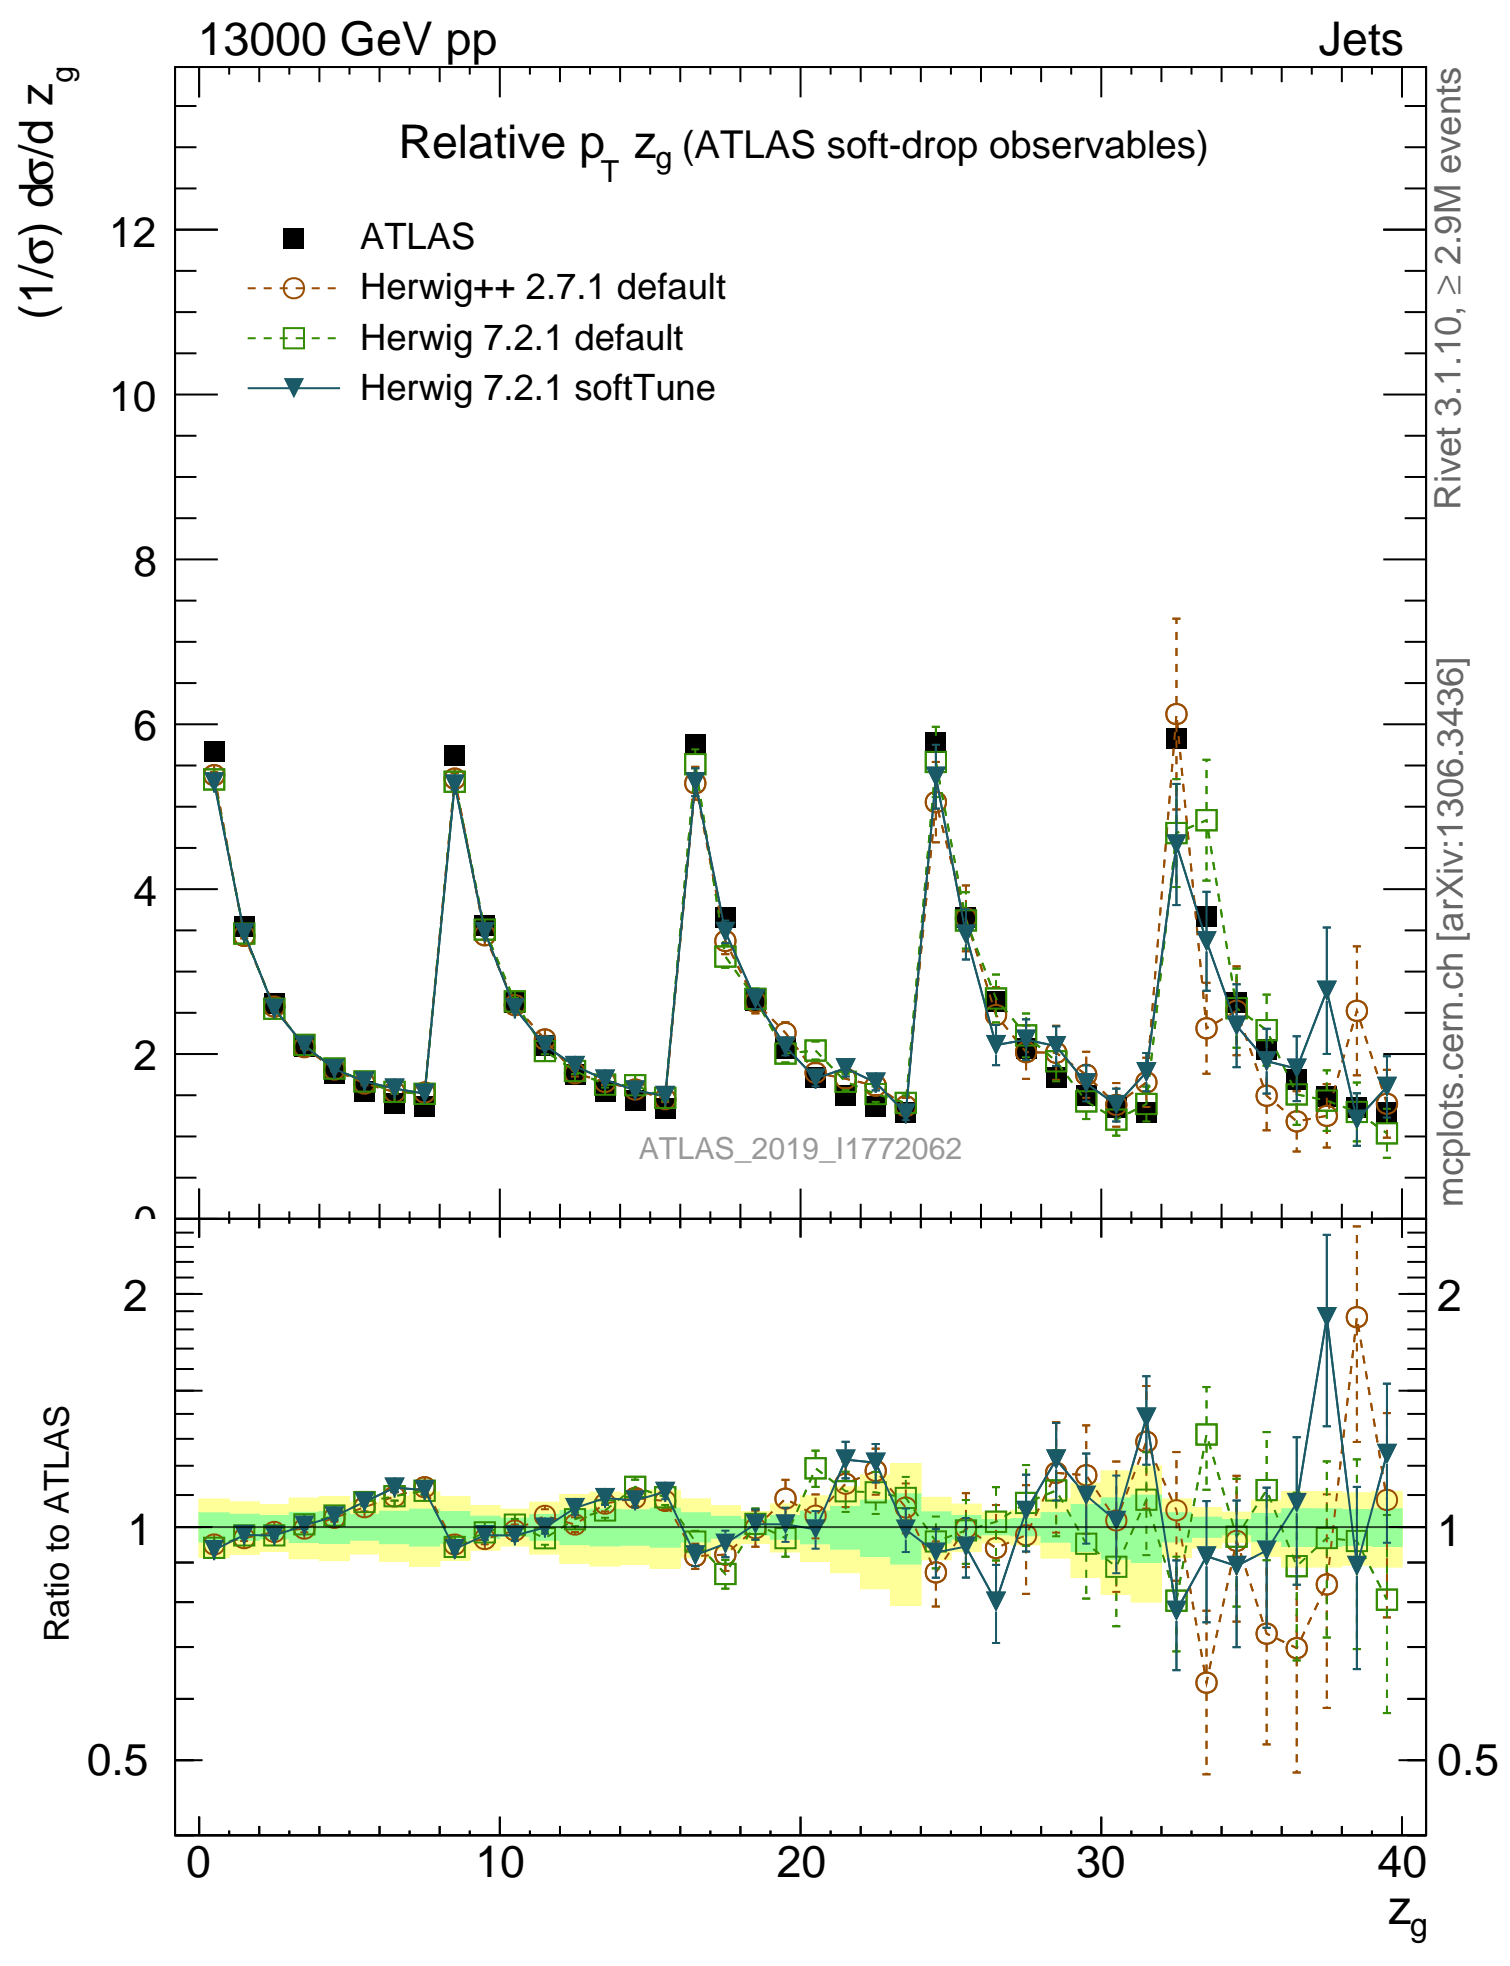 13000 GeV pp
Jets
(1/σ) dσ/d z_g
Relative p_T z_g (ATLAS soft-drop observables)
ATLAS
Herwig++ 2.7.1 default
Herwig 7.2.1 default
Herwig 7.2.1 softTune
12
10
8
6
4
2
0
ATLAS_2019_I1772062
Rivet 3.1.10, ≥ 2.9M events
mcplots.cern.ch [arXiv:1306.3436]
Ratio to ATLAS
2
1
0.5
2
1
0.5
0
10
20
30
40
z_g